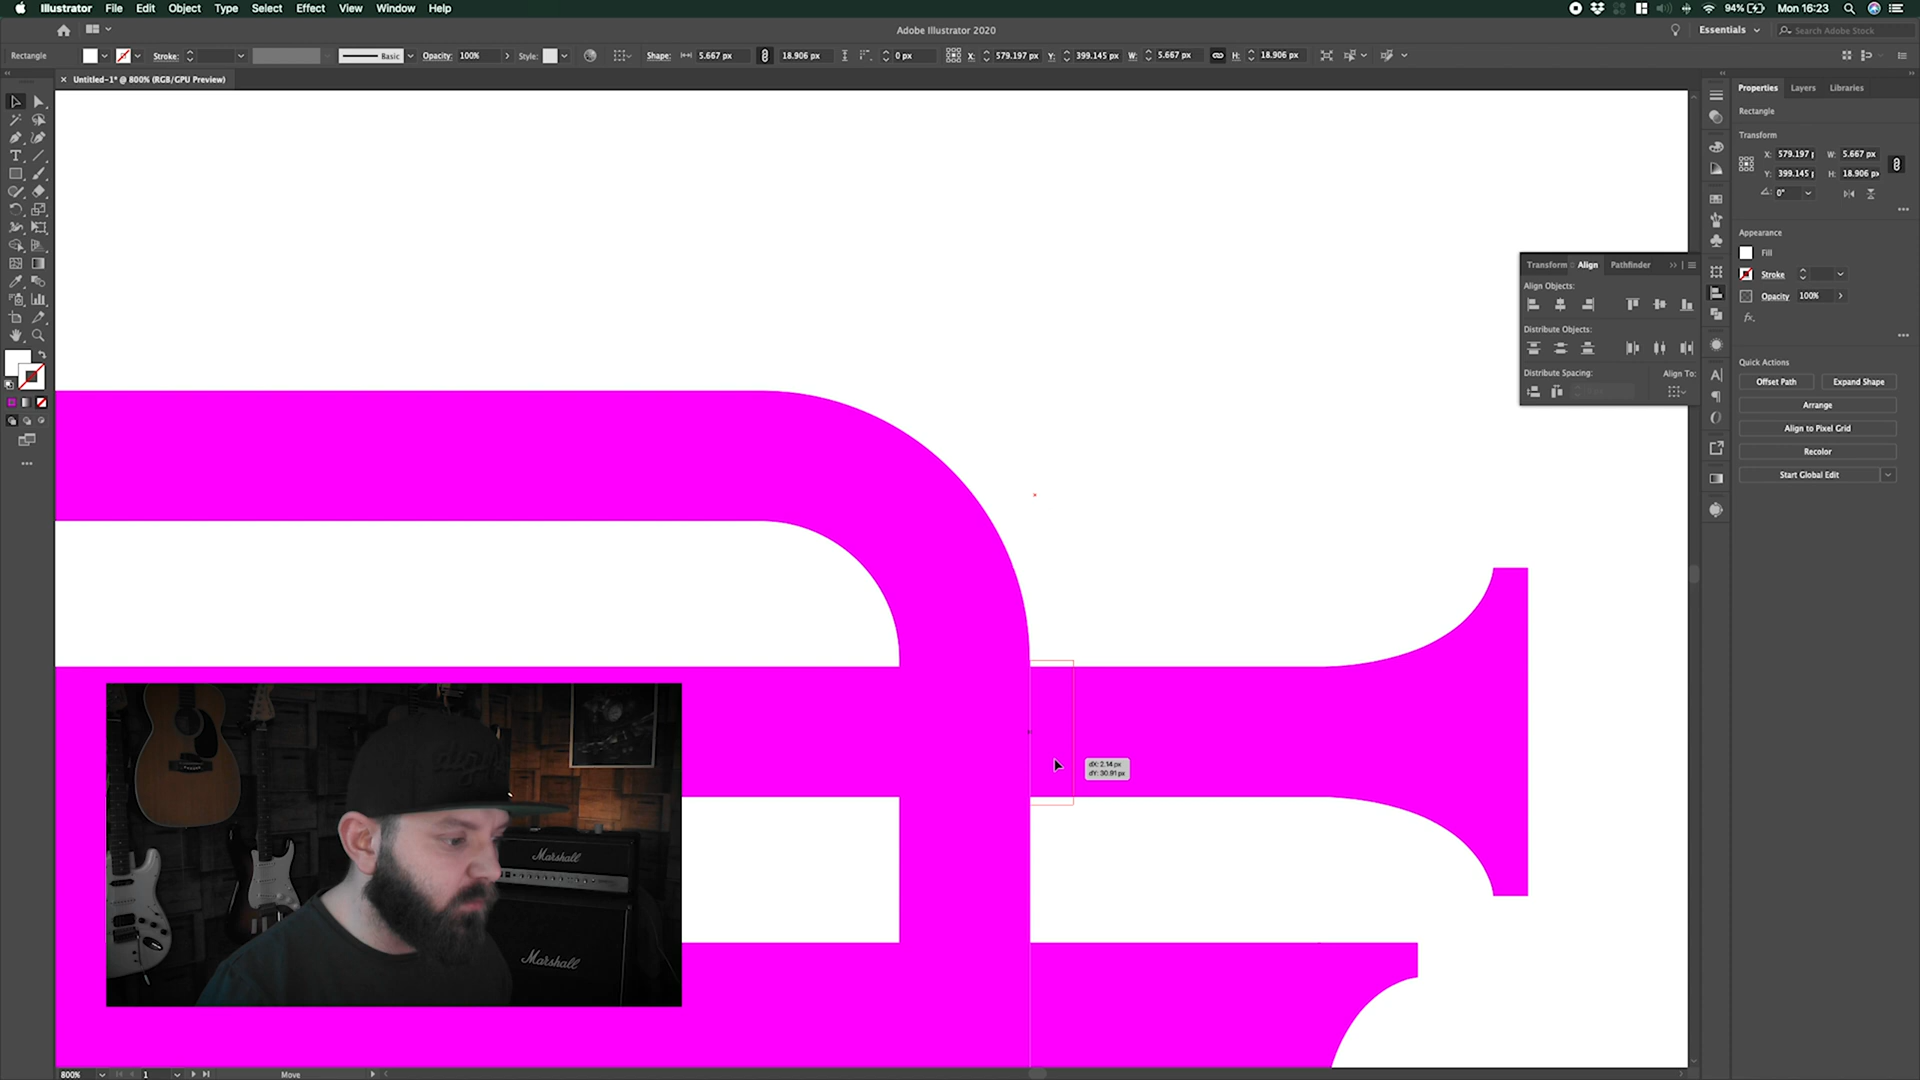 Illustrator File Edit Object Type Select Effect View Window Help 94% Mon 16:23
Adobe Illustrator 2020 Essentials Search Adobe Stock
Rectangle Stroke: Basic Opacity: 100% Style: Shape: 5.667 px 18.906 px 0 px X: 579.197 px Y: 399.145 px W: 5.667 px H: 18.906 px
× Untitled-1* @ 800% (RGB/GPU Preview)
Properties Layers Libraries
Rectangle
Transform
X: 579.197 W: 5.667 px
Y: 399.145 H: 18.906 px
0°
Appearance
Fill
Stroke
Opacity 100%
fx.
Quick Actions
Offset Path Expand Shape
Arrange
Align to Pixel Grid
Recolor
Start Global Edit
Transform Align Pathfinder
Align Objects:
Distribute Objects:
Distribute Spacing: Align To:
dX: 2.14 px
dY: 30.91 px
Marshall
Marshall
800% 1 Move